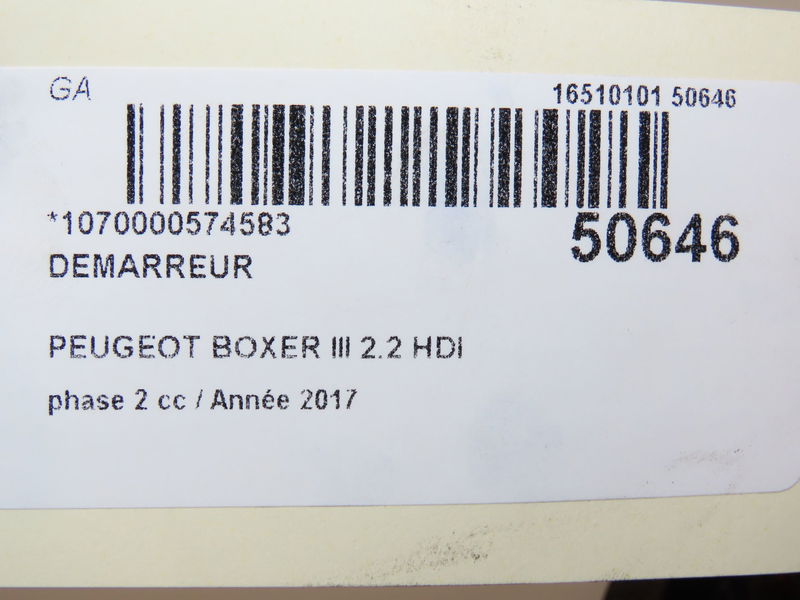 GA
16510101 50646
*1070000574583
50646
DEMARREUR
PEUGEOT BOXER III 2.2 HDI
phase 2 cc / Année 2017